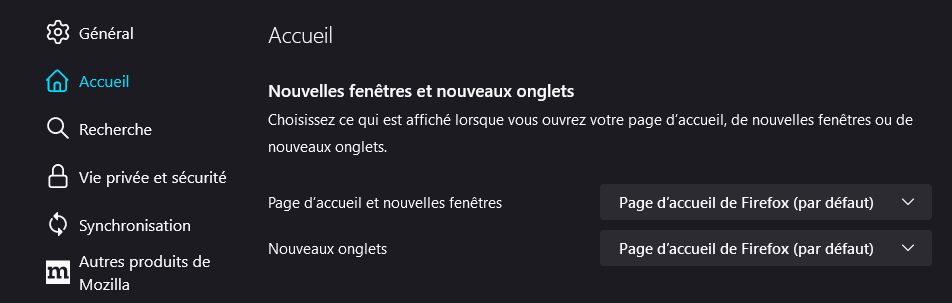 Général
Accueil
Recherche
Vie privée et sécurité
Synchronisation
m
Autres produits de
Mozilla
Accueil
Nouvelles fenêtres et nouveaux onglets
Choisissez ce qui est affiché lorsque vous ouvrez votre page d’accueil, de nouvelles fenêtres ou de
nouveaux onglets.
Page d’accueil et nouvelles fenêtres
Page d’accueil de Firefox (par défaut)
Nouveaux onglets
Page d’accueil de Firefox (par défaut)